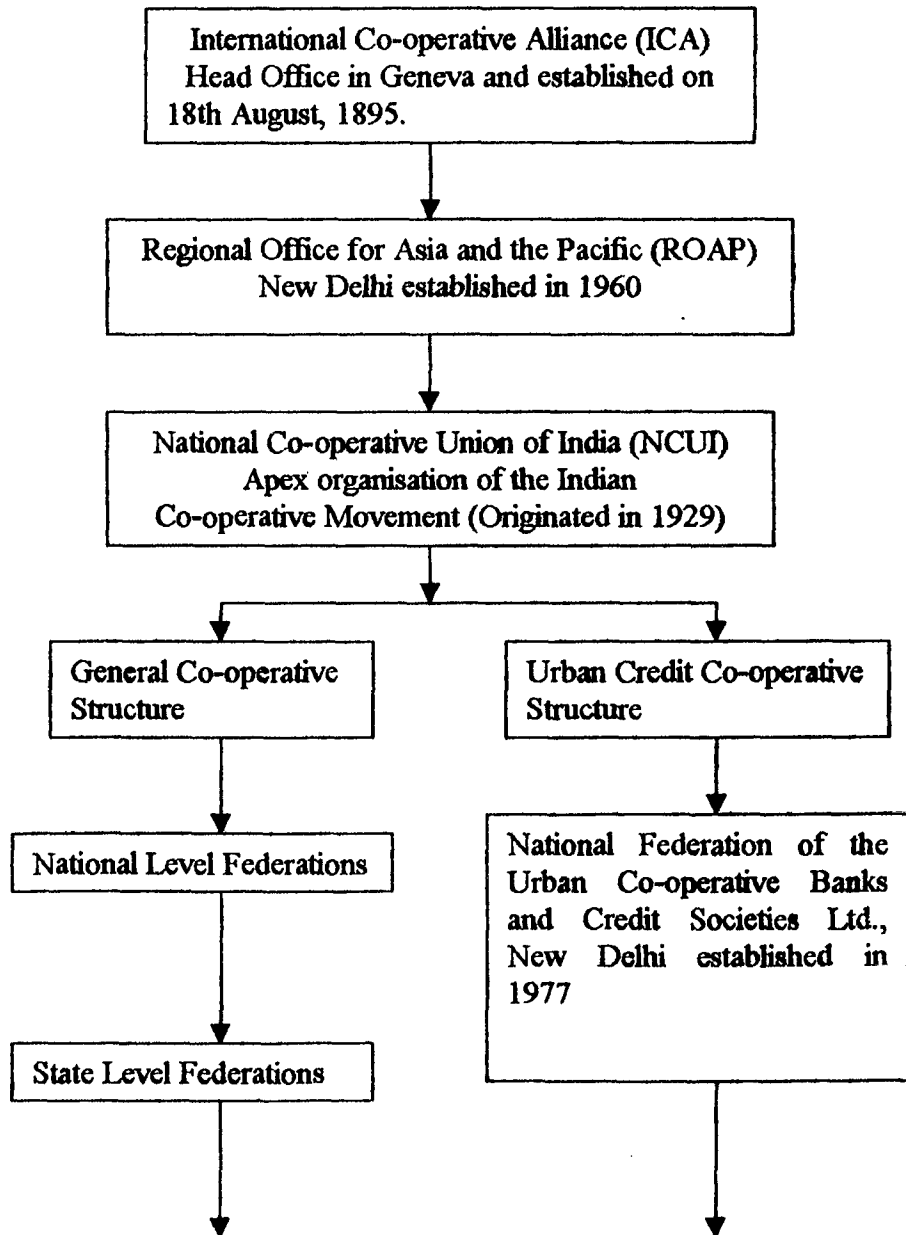 International Co-operative Alliance (ICA)
Head Office in Geneva and established on
18th August, 1895.
Regional Office for Asia and the Pacific (ROAP)
New Delhi established in 1960
National Co-operative Union of India (NCUI)
Apex organisation of the Indian
Co-operative Movement (Originated in 1929)
General Co-operative
Structure
Urban Credit Co-operative
Structure
National Level Federations
National Federation of the
Urban Co-operative Banks
and Credit Societies Ltd.,
New Delhi established in
1977
State Level Federations